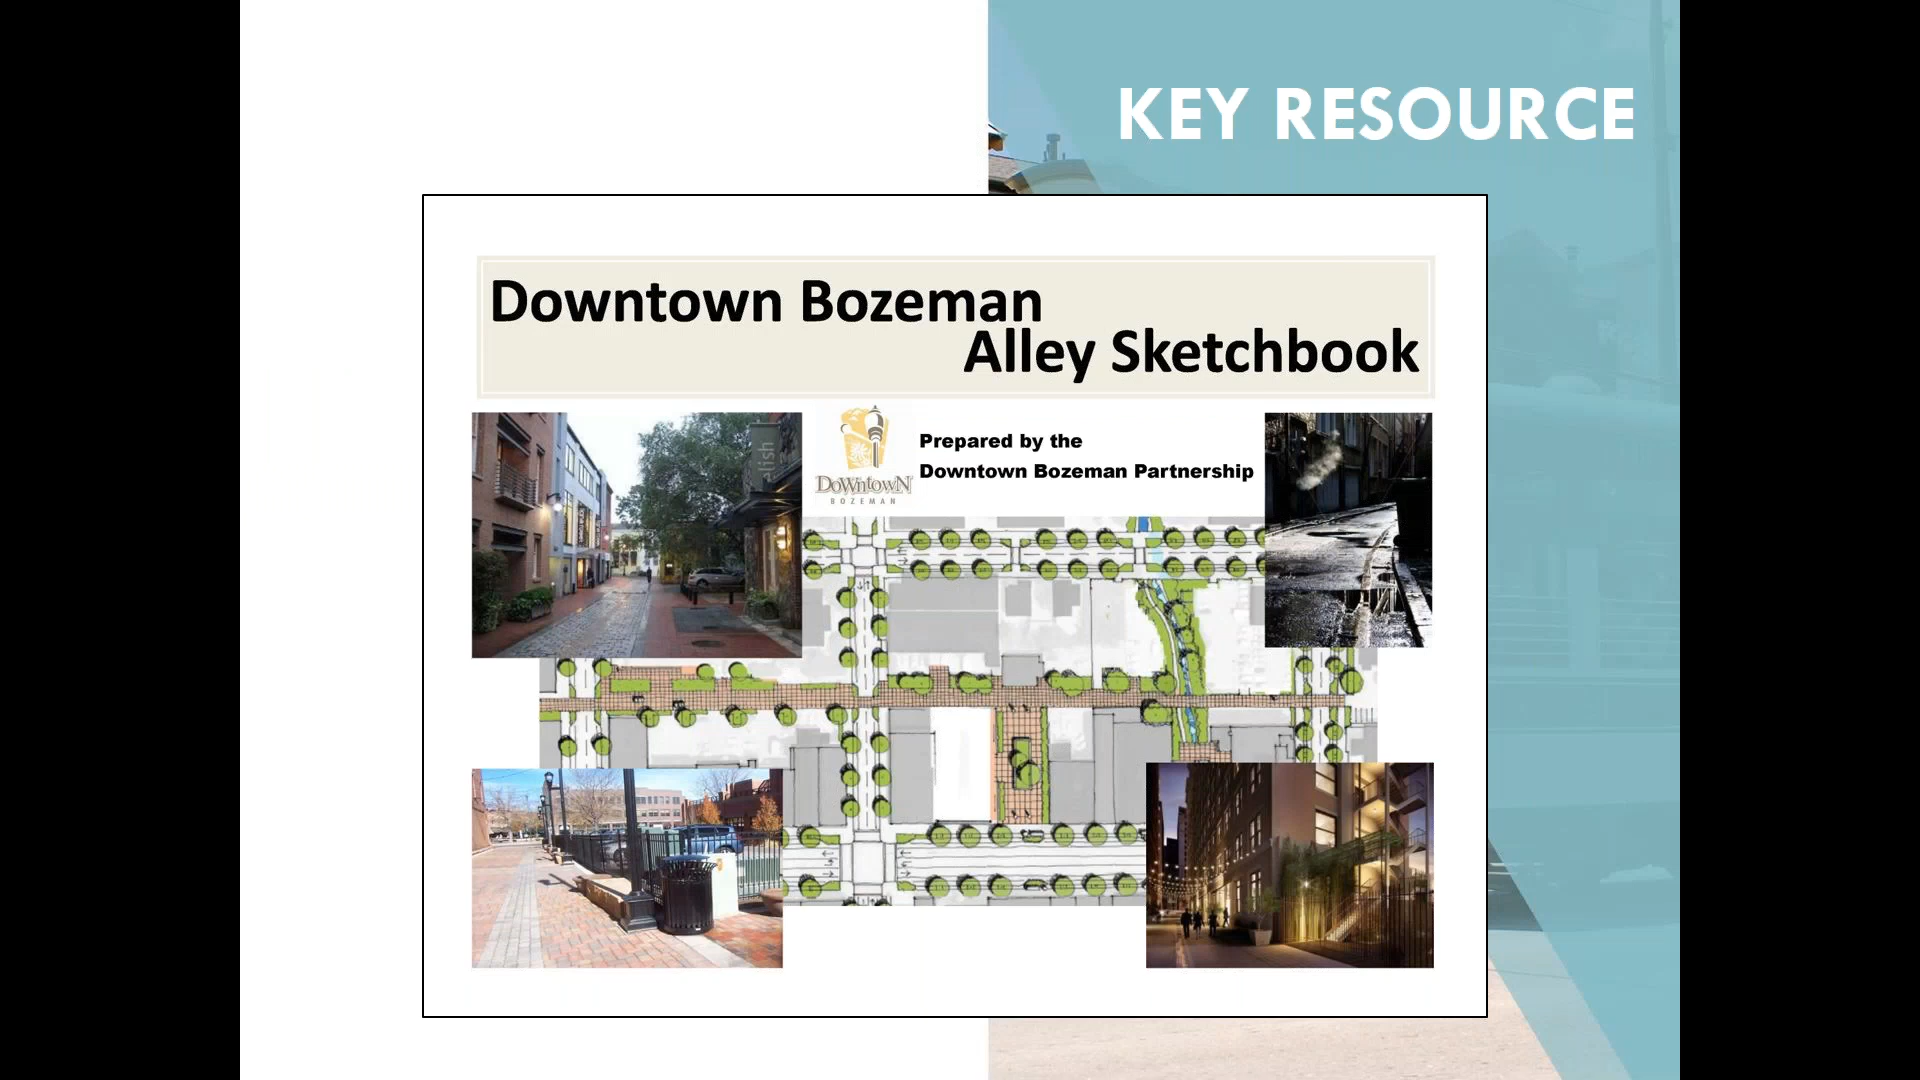 KEY RESOURCE
Downtown Bozeman
Alley Sketchbook
Prepared by the
Downtown Bozeman Partnership
DOWNTOWN
BOZEMAN